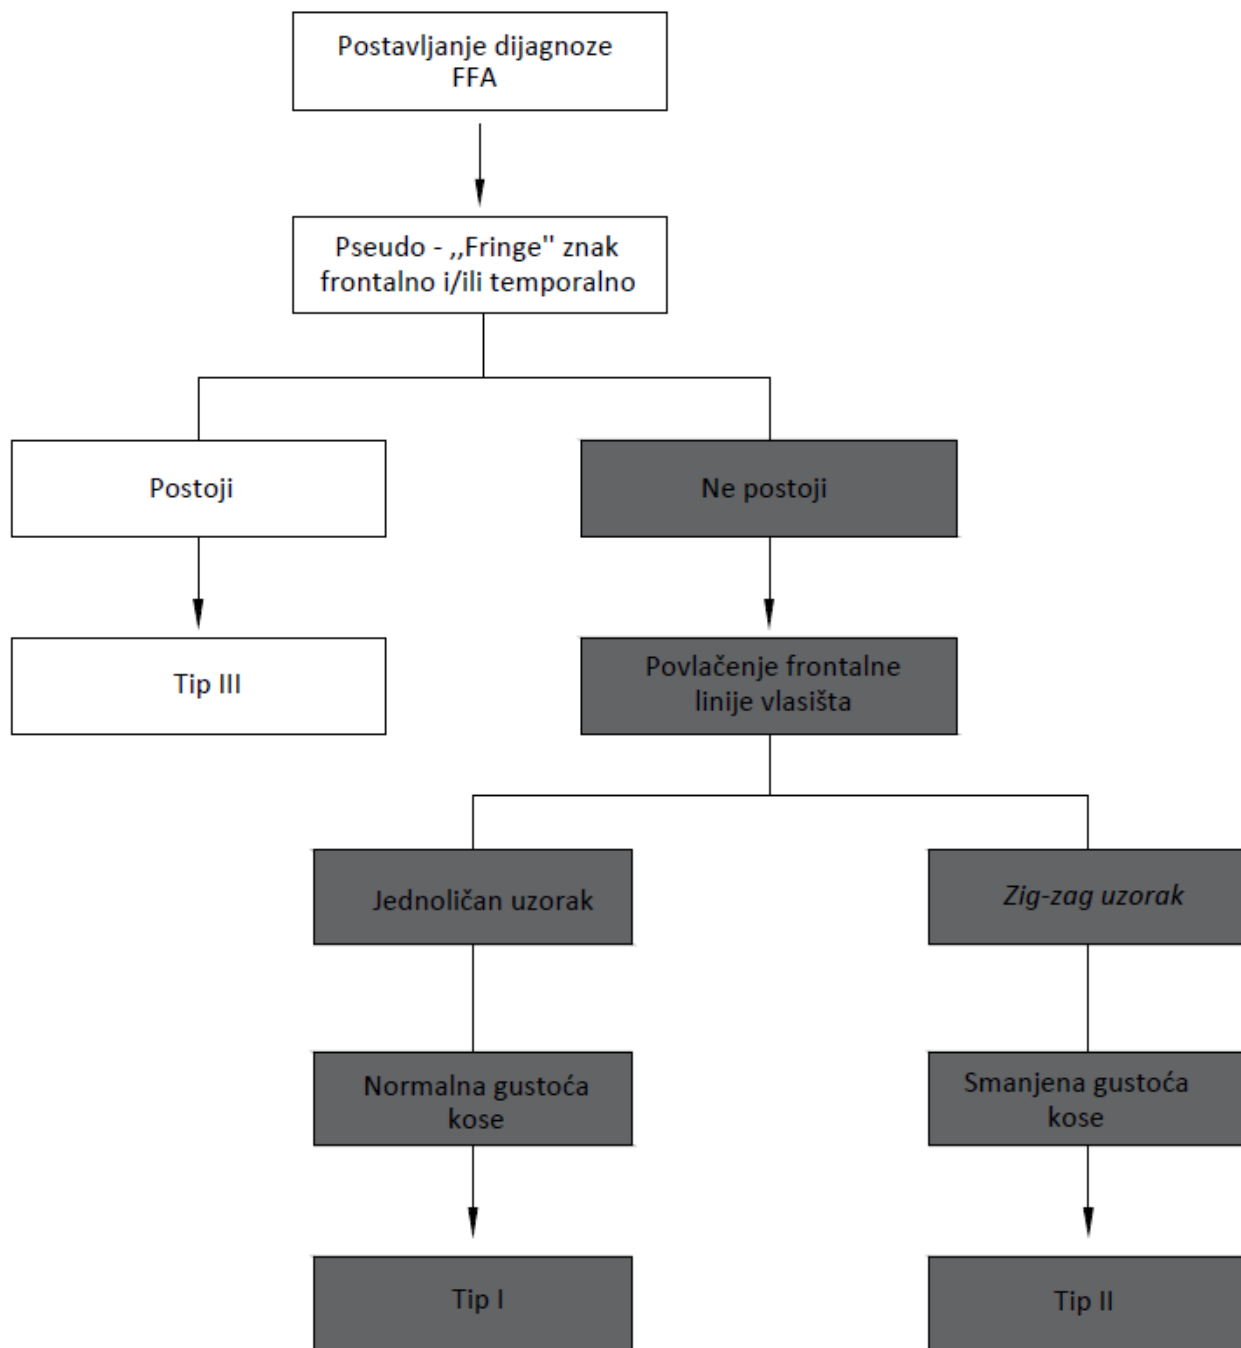 Postavljanje dijagnoze
FFA
Pseudo - ,,Fringe" znak
frontalno i/ili temporalno
Postoji
Ne postoji
Tip III
Povlačenje frontalne
linije vlasišta
Jednoličan uzorak
Zig-zag uzorak
Normalna gustoća
kose
Smanjena gustoća
kose
Tip I
Tip II